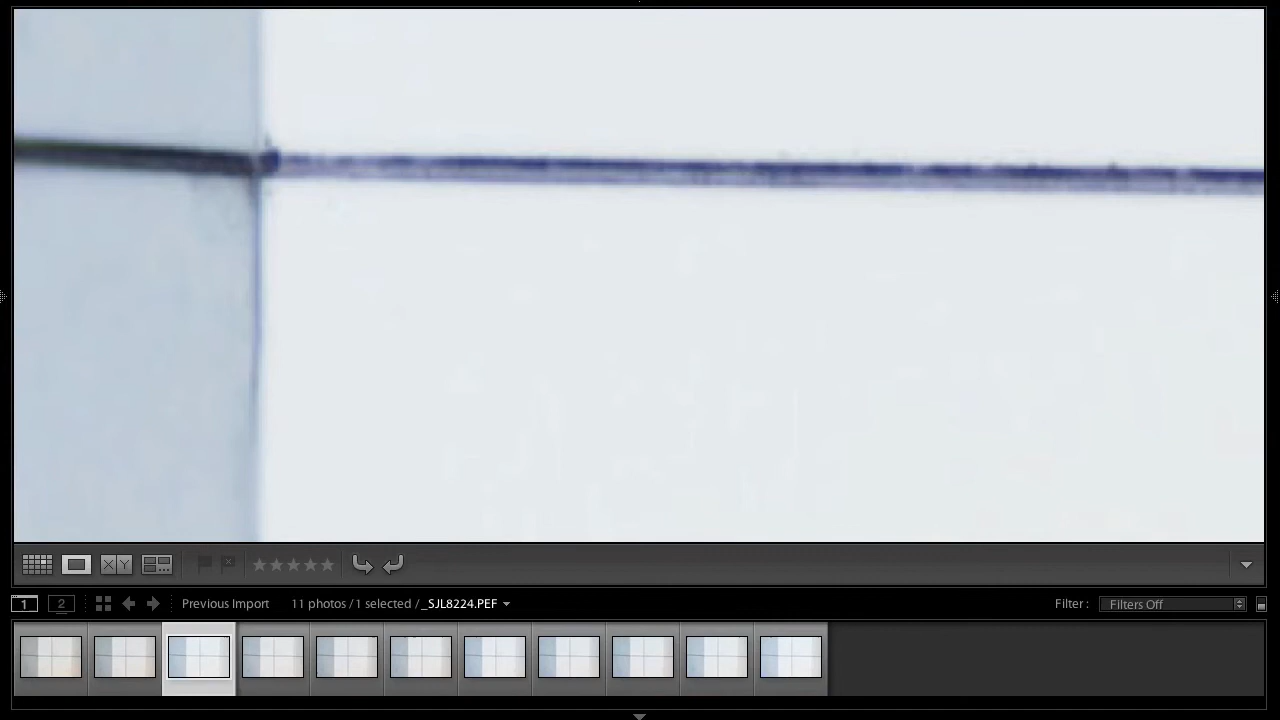 X Y
1 2 Previous Import 11 photos / 1 selected / _SJL8224.PEF Filter : Filters Off